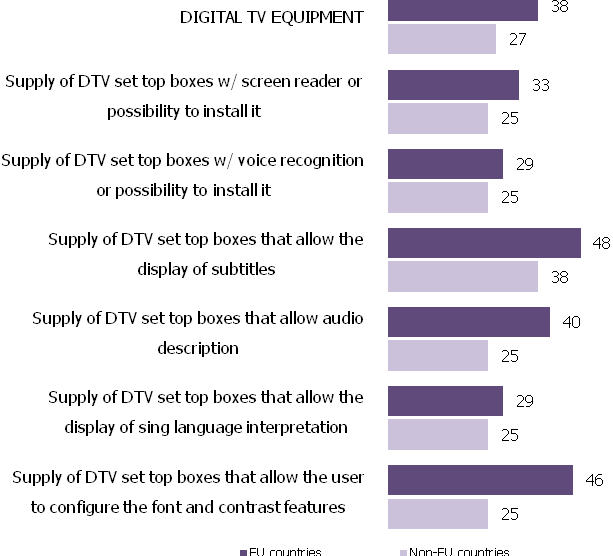 38
DIGITAL TV EQUIPMENT
27
Supply of DTV set top boxes w/ screen reader or
33
possibility to install it
25
Supply of DTV set top boxes w/ voice recognition
29
or possibility to install it
25
Supply of DTV set top boxes that allow the
48
display of subtitles
38
Supply of DTV set top boxes that allow audio
40
description
25
Supply of DTV set top boxes that allow the
29
display of sing language interpretation
25
Supply of DTV set top boxes that allow the user
46
to configure the font and contrast features
25
EU countries
Non-EU countries